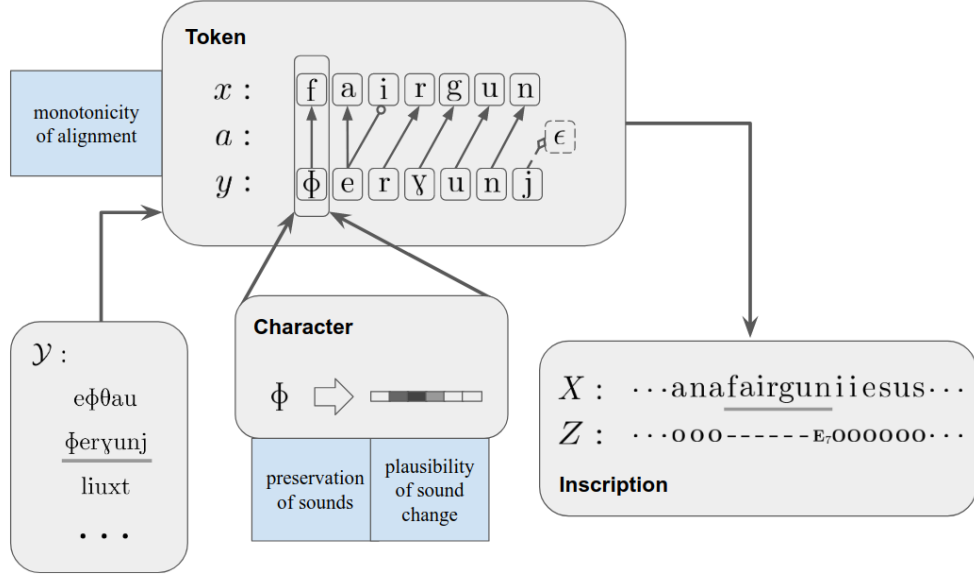 Token
x : f a i r g u n
a : ϵ
y : ɸ e r ɣ u n j
monotonicity
of alignment
𝒴 :
eɸθau
ɸerɣunj
liuxt
• • •
Character
ɸ
preservation
of sounds
plausibility
of sound
change
X : ···anafairguniiesus···
Z : ···OOO------E₇OOOOOO···
Inscription